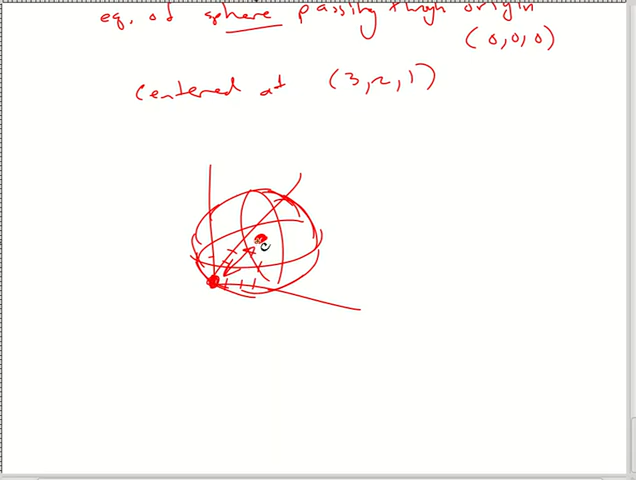 eq. of sphere passing through origin
(0,0,0)
centered at (3,2,1)